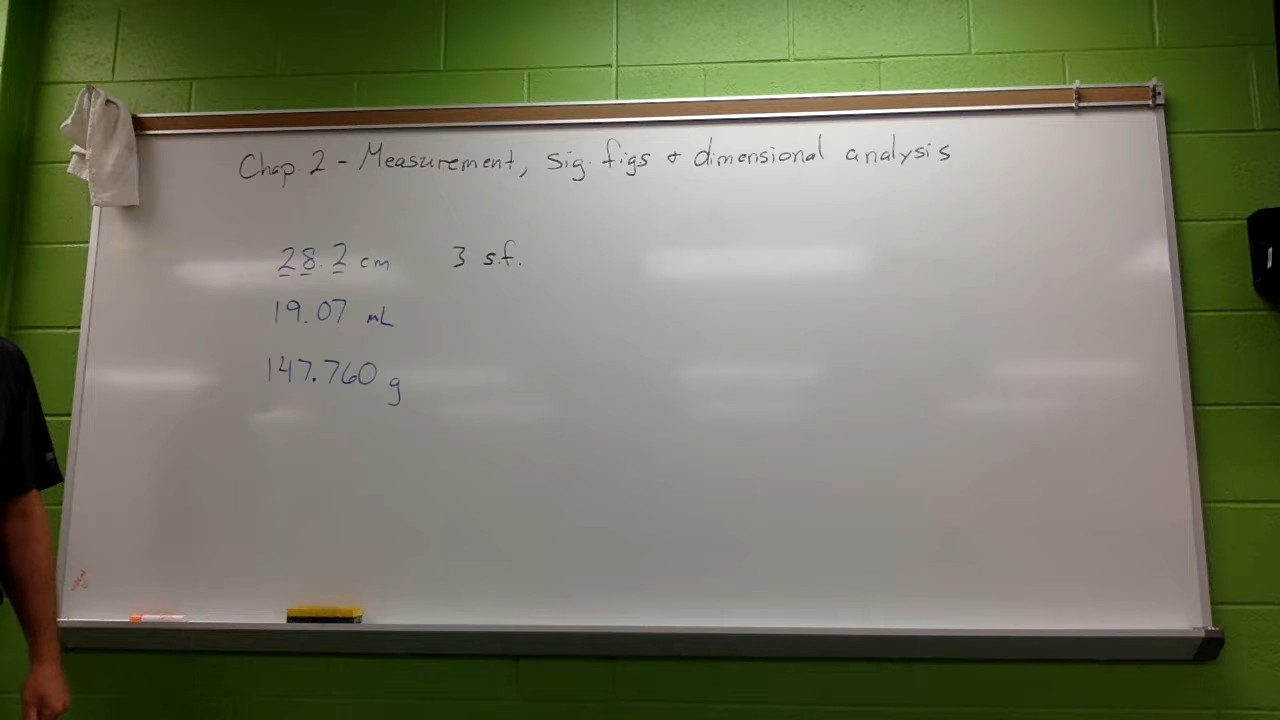 Chap. 2 - Measurement, sig. figs & dimensional analysis
28.2 cm 3 s.f.
19.07 mL
147.760 g